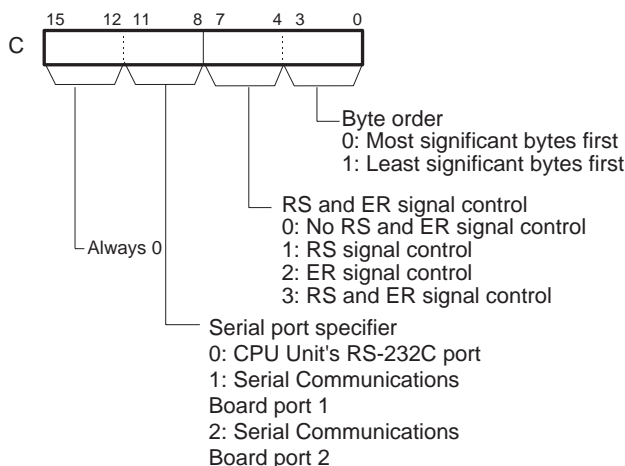 15 12 11 8 7 4 3 0
C
Byte order
0: Most significant bytes first
1: Least significant bytes first
RS and ER signal control
0: No RS and ER signal control
1: RS signal control
2: ER signal control
3: RS and ER signal control
Always 0
Serial port specifier
0: CPU Unit's RS-232C port
1: Serial Communications
Board port 1
2: Serial Communications
Board port 2